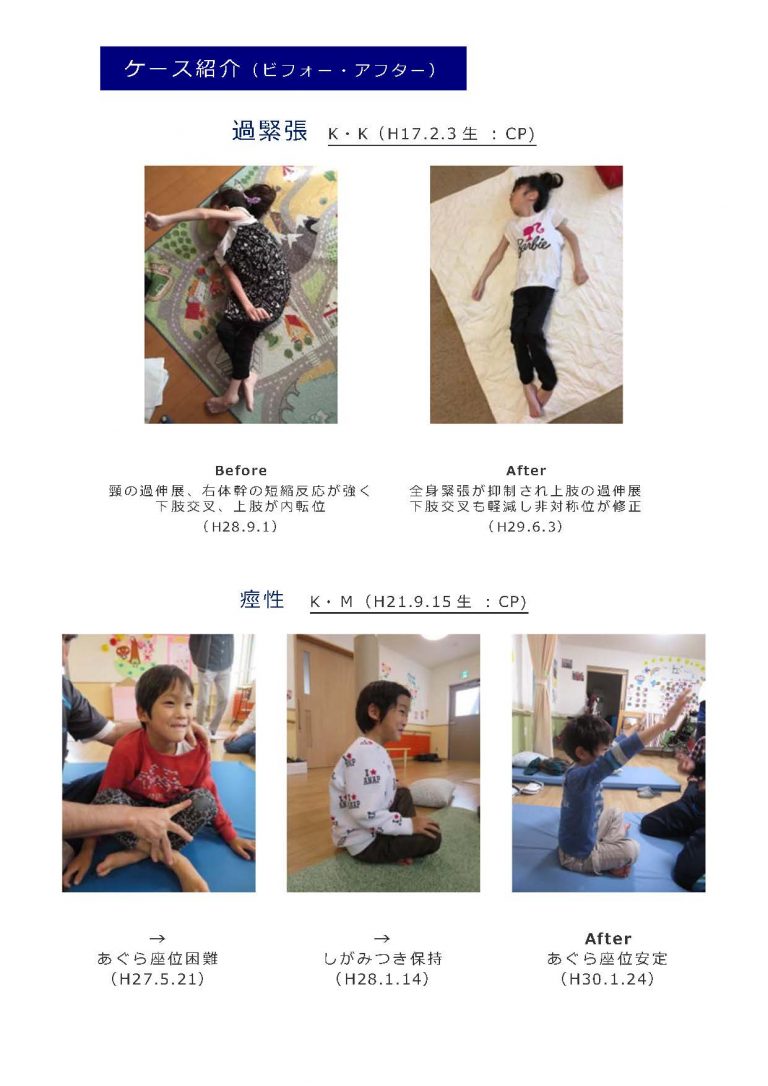 ケース紹介（ビフォー・アフター）
過緊張 K・K（H17.2.3生 ：CP)
Barbie
Before
頸の過伸展、右体幹の短縮反応が強く
下肢交叉、上肢が内転位
（H28.9.1）
After
全身緊張が抑制され上肢の過伸展
下肢交叉も軽減し非対称位が修正
（H29.6.3）
痙性 K・M（H21.9.15生 ：CP)
→
あぐら座位困難
（H27.5.21）
→
しがみつき保持
（H28.1.14）
After
あぐら座位安定
（H30.1.24）